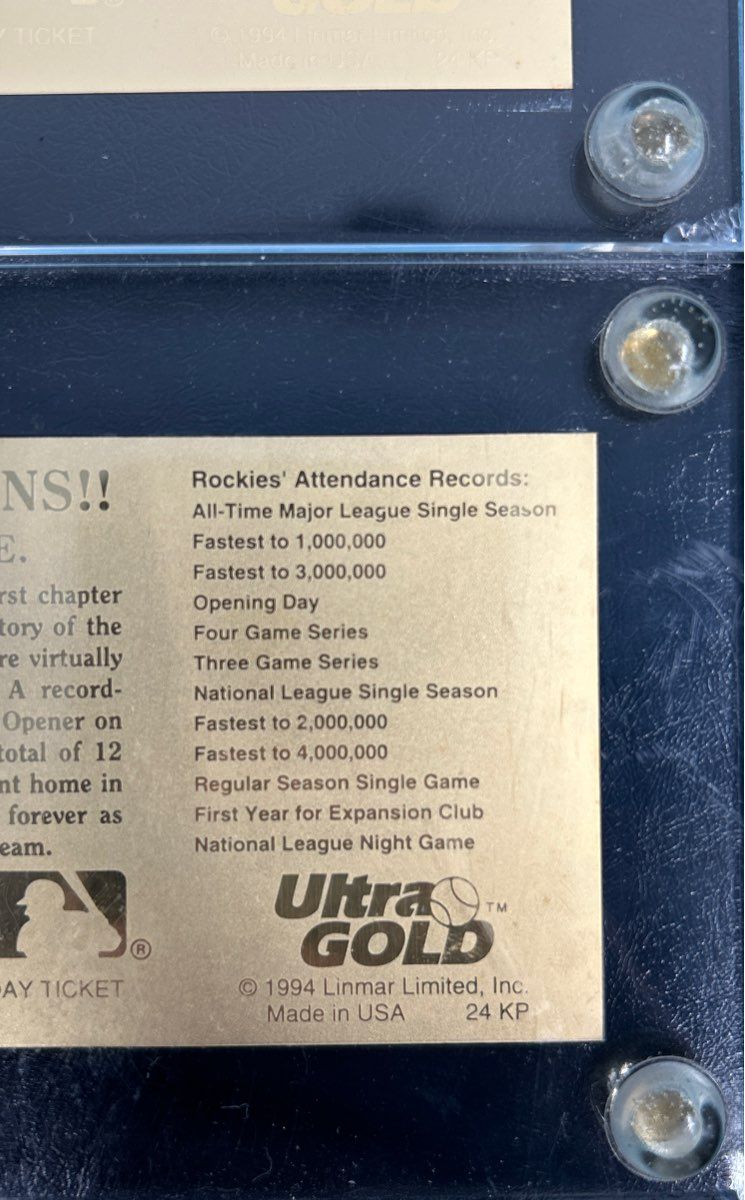 Y TICKET
GOLD
© 1994 Linmar Limited, Inc.
Made in USA 24 KP
NS!!
E.
rst chapter
tory of the
re virtually
A record-
Opener on
total of 12
nt home in
forever as
eam.
Rockies' Attendance Records:
All-Time Major League Single Season
Fastest to 1,000,000
Fastest to 3,000,000
Opening Day
Four Game Series
Three Game Series
National League Single Season
Fastest to 2,000,000
Fastest to 4,000,000
Regular Season Single Game
First Year for Expansion Club
National League Night Game
®
AY TICKET
Ultra ™
GOLD
© 1994 Linmar Limited, Inc.
Made in USA 24 KP